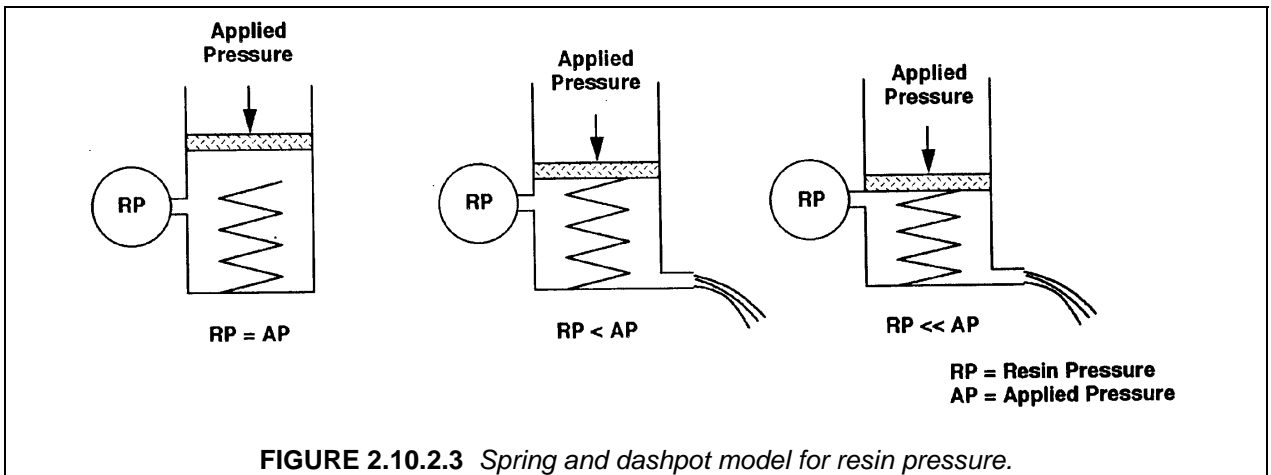 Applied
Pressure
RP
RP = AP
Applied
Pressure
RP
RP < AP
Applied
Pressure
RP
RP << AP
RP = Resin Pressure
AP = Applied Pressure
FIGURE 2.10.2.3 Spring and dashpot model for resin pressure.